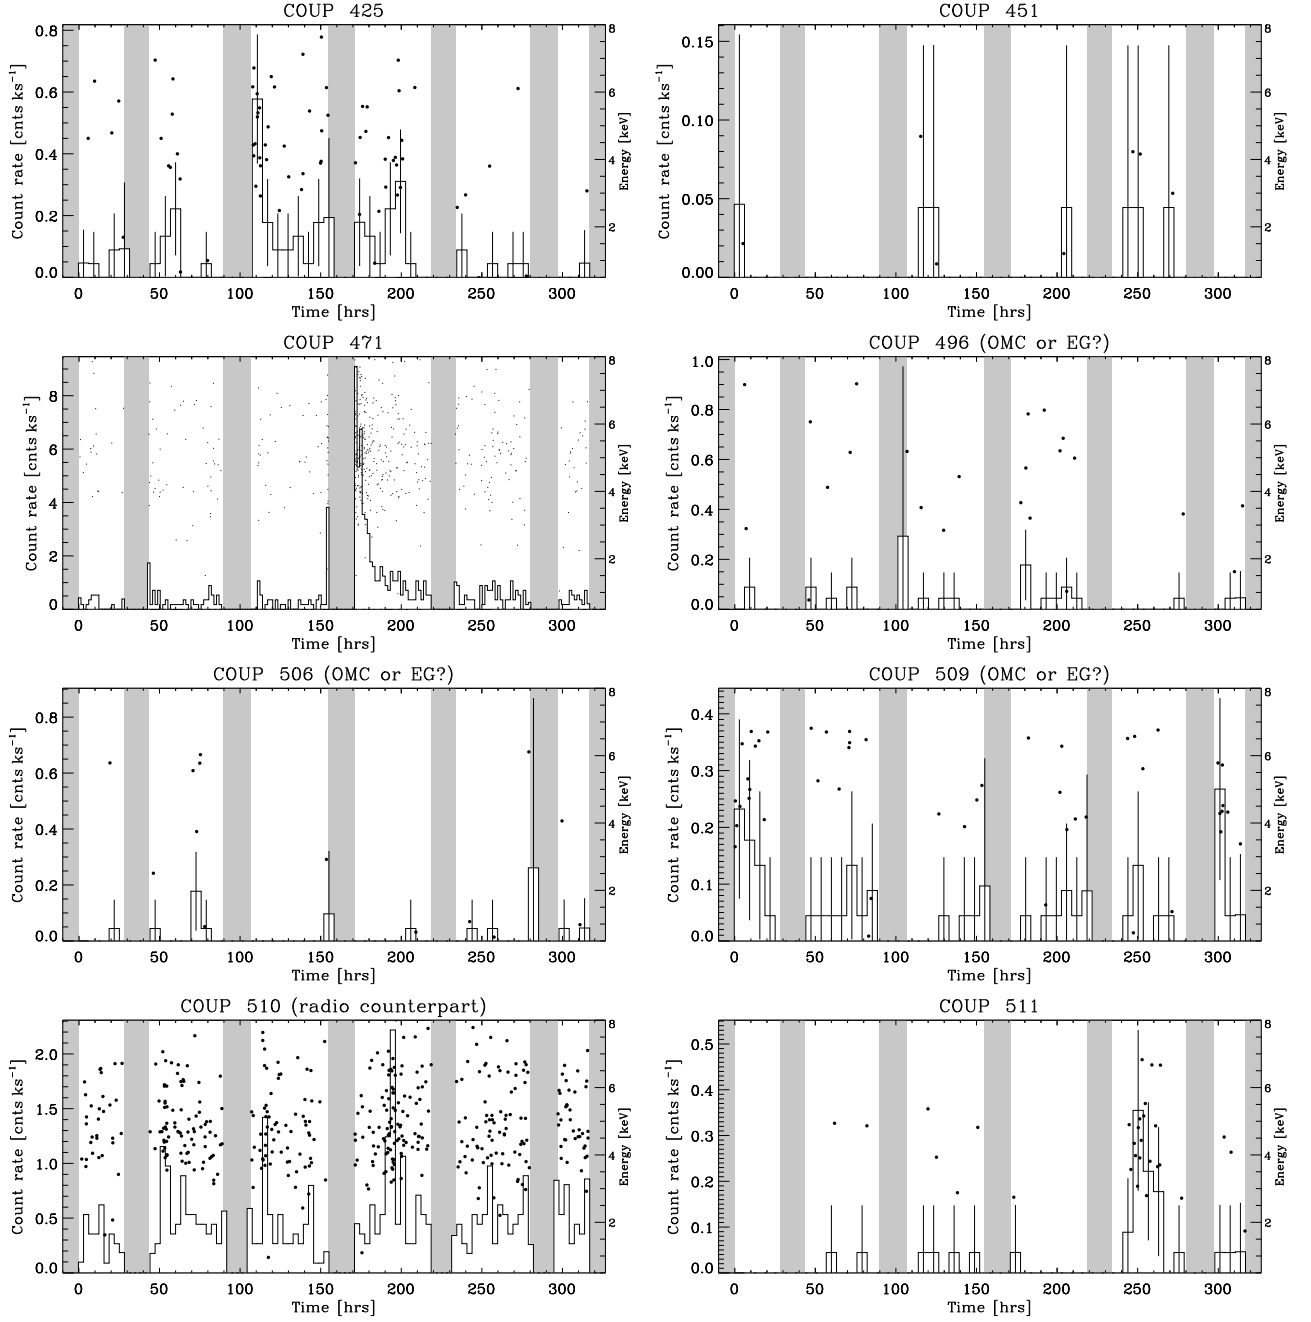 COUP 425
Count rate [cnts ks⁻¹]
0.8
0.6
0.4
0.2
0.0
8
6
4
2
Energy [keV]
0 50 100 150 200 250 300
Time [hrs]
COUP 451
Count rate [cnts ks⁻¹]
0.15
0.10
0.05
0.00
8
6
4
2
Energy [keV]
0 50 100 150 200 250 300
Time [hrs]
COUP 471
Count rate [cnts ks⁻¹]
8
6
4
2
0
8
6
4
2
Energy [keV]
0 50 100 150 200 250 300
Time [hrs]
COUP 496 (OMC or EG?)
Count rate [cnts ks⁻¹]
1.0
0.8
0.6
0.4
0.2
0.0
8
6
4
2
Energy [keV]
0 50 100 150 200 250 300
Time [hrs]
COUP 506 (OMC or EG?)
Count rate [cnts ks⁻¹]
0.8
0.6
0.4
0.2
0.0
8
6
4
2
Energy [keV]
0 50 100 150 200 250 300
Time [hrs]
COUP 509 (OMC or EG?)
Count rate [cnts ks⁻¹]
0.4
0.3
0.2
0.1
0.0
8
6
4
2
Energy [keV]
0 50 100 150 200 250 300
Time [hrs]
COUP 510 (radio counterpart)
Count rate [cnts ks⁻¹]
2.0
1.5
1.0
0.5
0.0
8
6
4
2
Energy [keV]
0 50 100 150 200 250 300
Time [hrs]
COUP 511
Count rate [cnts ks⁻¹]
0.5
0.4
0.3
0.2
0.1
0.0
8
6
4
2
Energy [keV]
0 50 100 150 200 250 300
Time [hrs]